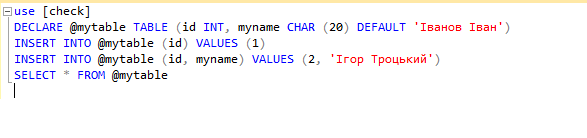 use [check]
DECLARE @mytable TABLE (id INT, myname CHAR (20) DEFAULT 'Іванов Іван')
INSERT INTO @mytable (id) VALUES (1)
INSERT INTO @mytable (id, myname) VALUES (2, 'Ігор Троцький')
SELECT * FROM @mytable